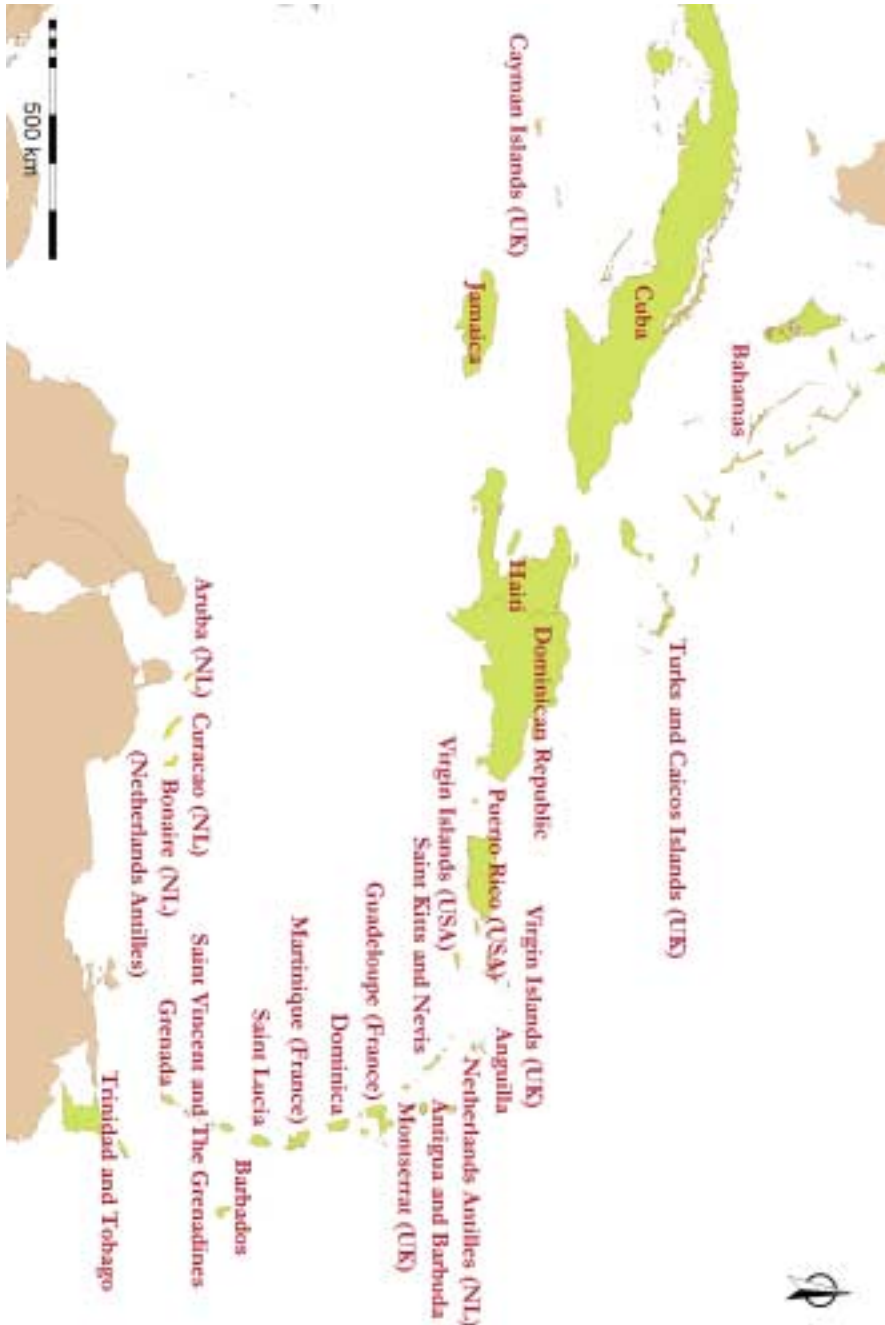 Bahamas
Cuba
Cayman Islands (UK)
Jamaica
Turks and Caicos Islands (UK)
Haiti
Dominican Republic
Puerto Rico (USA)
Virgin Islands (UK)
Virgin Islands (USA)
Anguilla
Netherlands Antilles (NL)
Saint Kitts and Nevis
Antigua and Barbuda
Montserrat (UK)
Guadeloupe (France)
Dominica
Martinique (France)
Saint Lucia
Barbados
Saint Vincent and The Grenadines
Grenada
Aruba (NL)
Curacao (NL)
Bonaire (NL)
(Netherlands Antilles)
Trinidad and Tobago
500 km